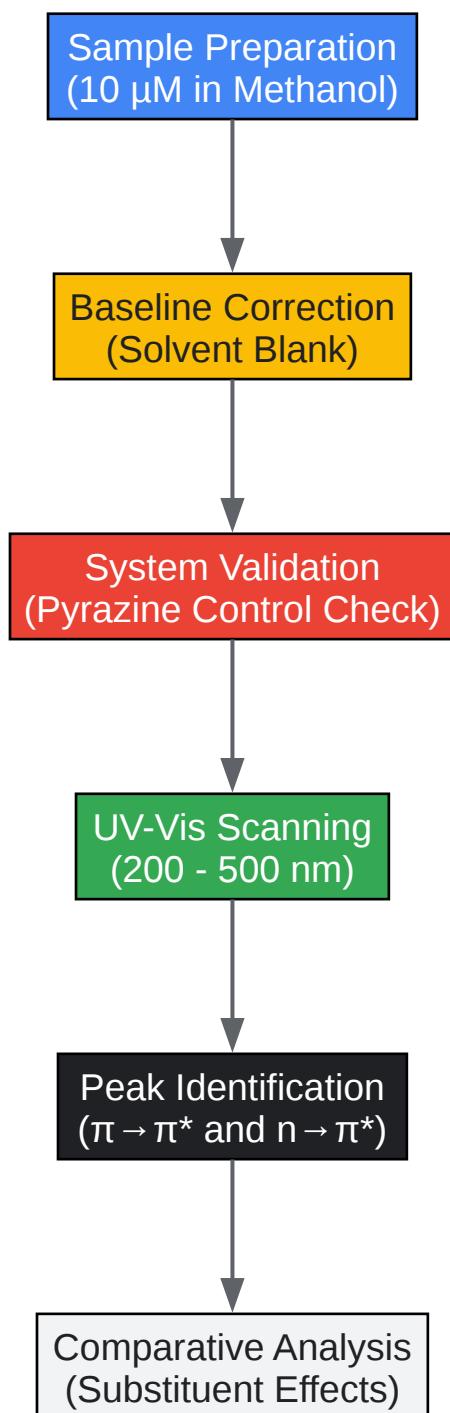 Sample Preparation
(10 µM in Methanol)
Baseline Correction
(Solvent Blank)
System Validation
(Pyrazine Control Check)
UV-Vis Scanning
(200 - 500 nm)
Peak Identification
(π→π* and n→π*)
Comparative Analysis
(Substituent Effects)